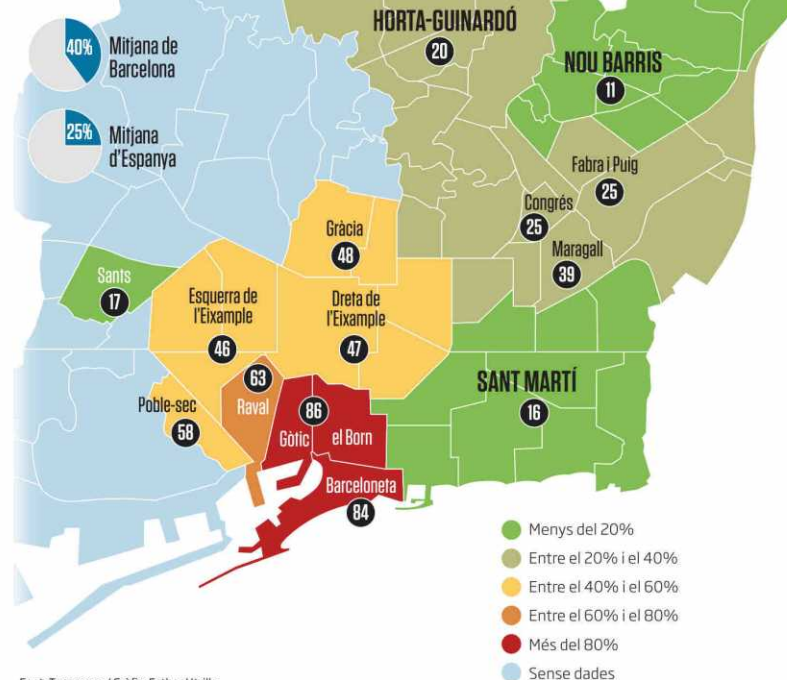 40%
Mitjana de
Barcelona
25%
Mitjana
d'Espanya
HORTA-GUINARDÓ
20
NOU BARRIS
11
Fabra i Puig
25
Congrés
25
Maragall
39
Gràcia
48
Sants
17
Esquerra de
l'Eixample
46
Dreta de
l'Eixample
47
63
Raval
Poble-sec
58
86
Gòtic
el Born
Barceloneta
84
SANT MARTÍ
16
Menys del 20%
Entre el 20% i el 40%
Entre el 40% i el 60%
Entre el 60% i el 80%
Més del 80%
Sense dades